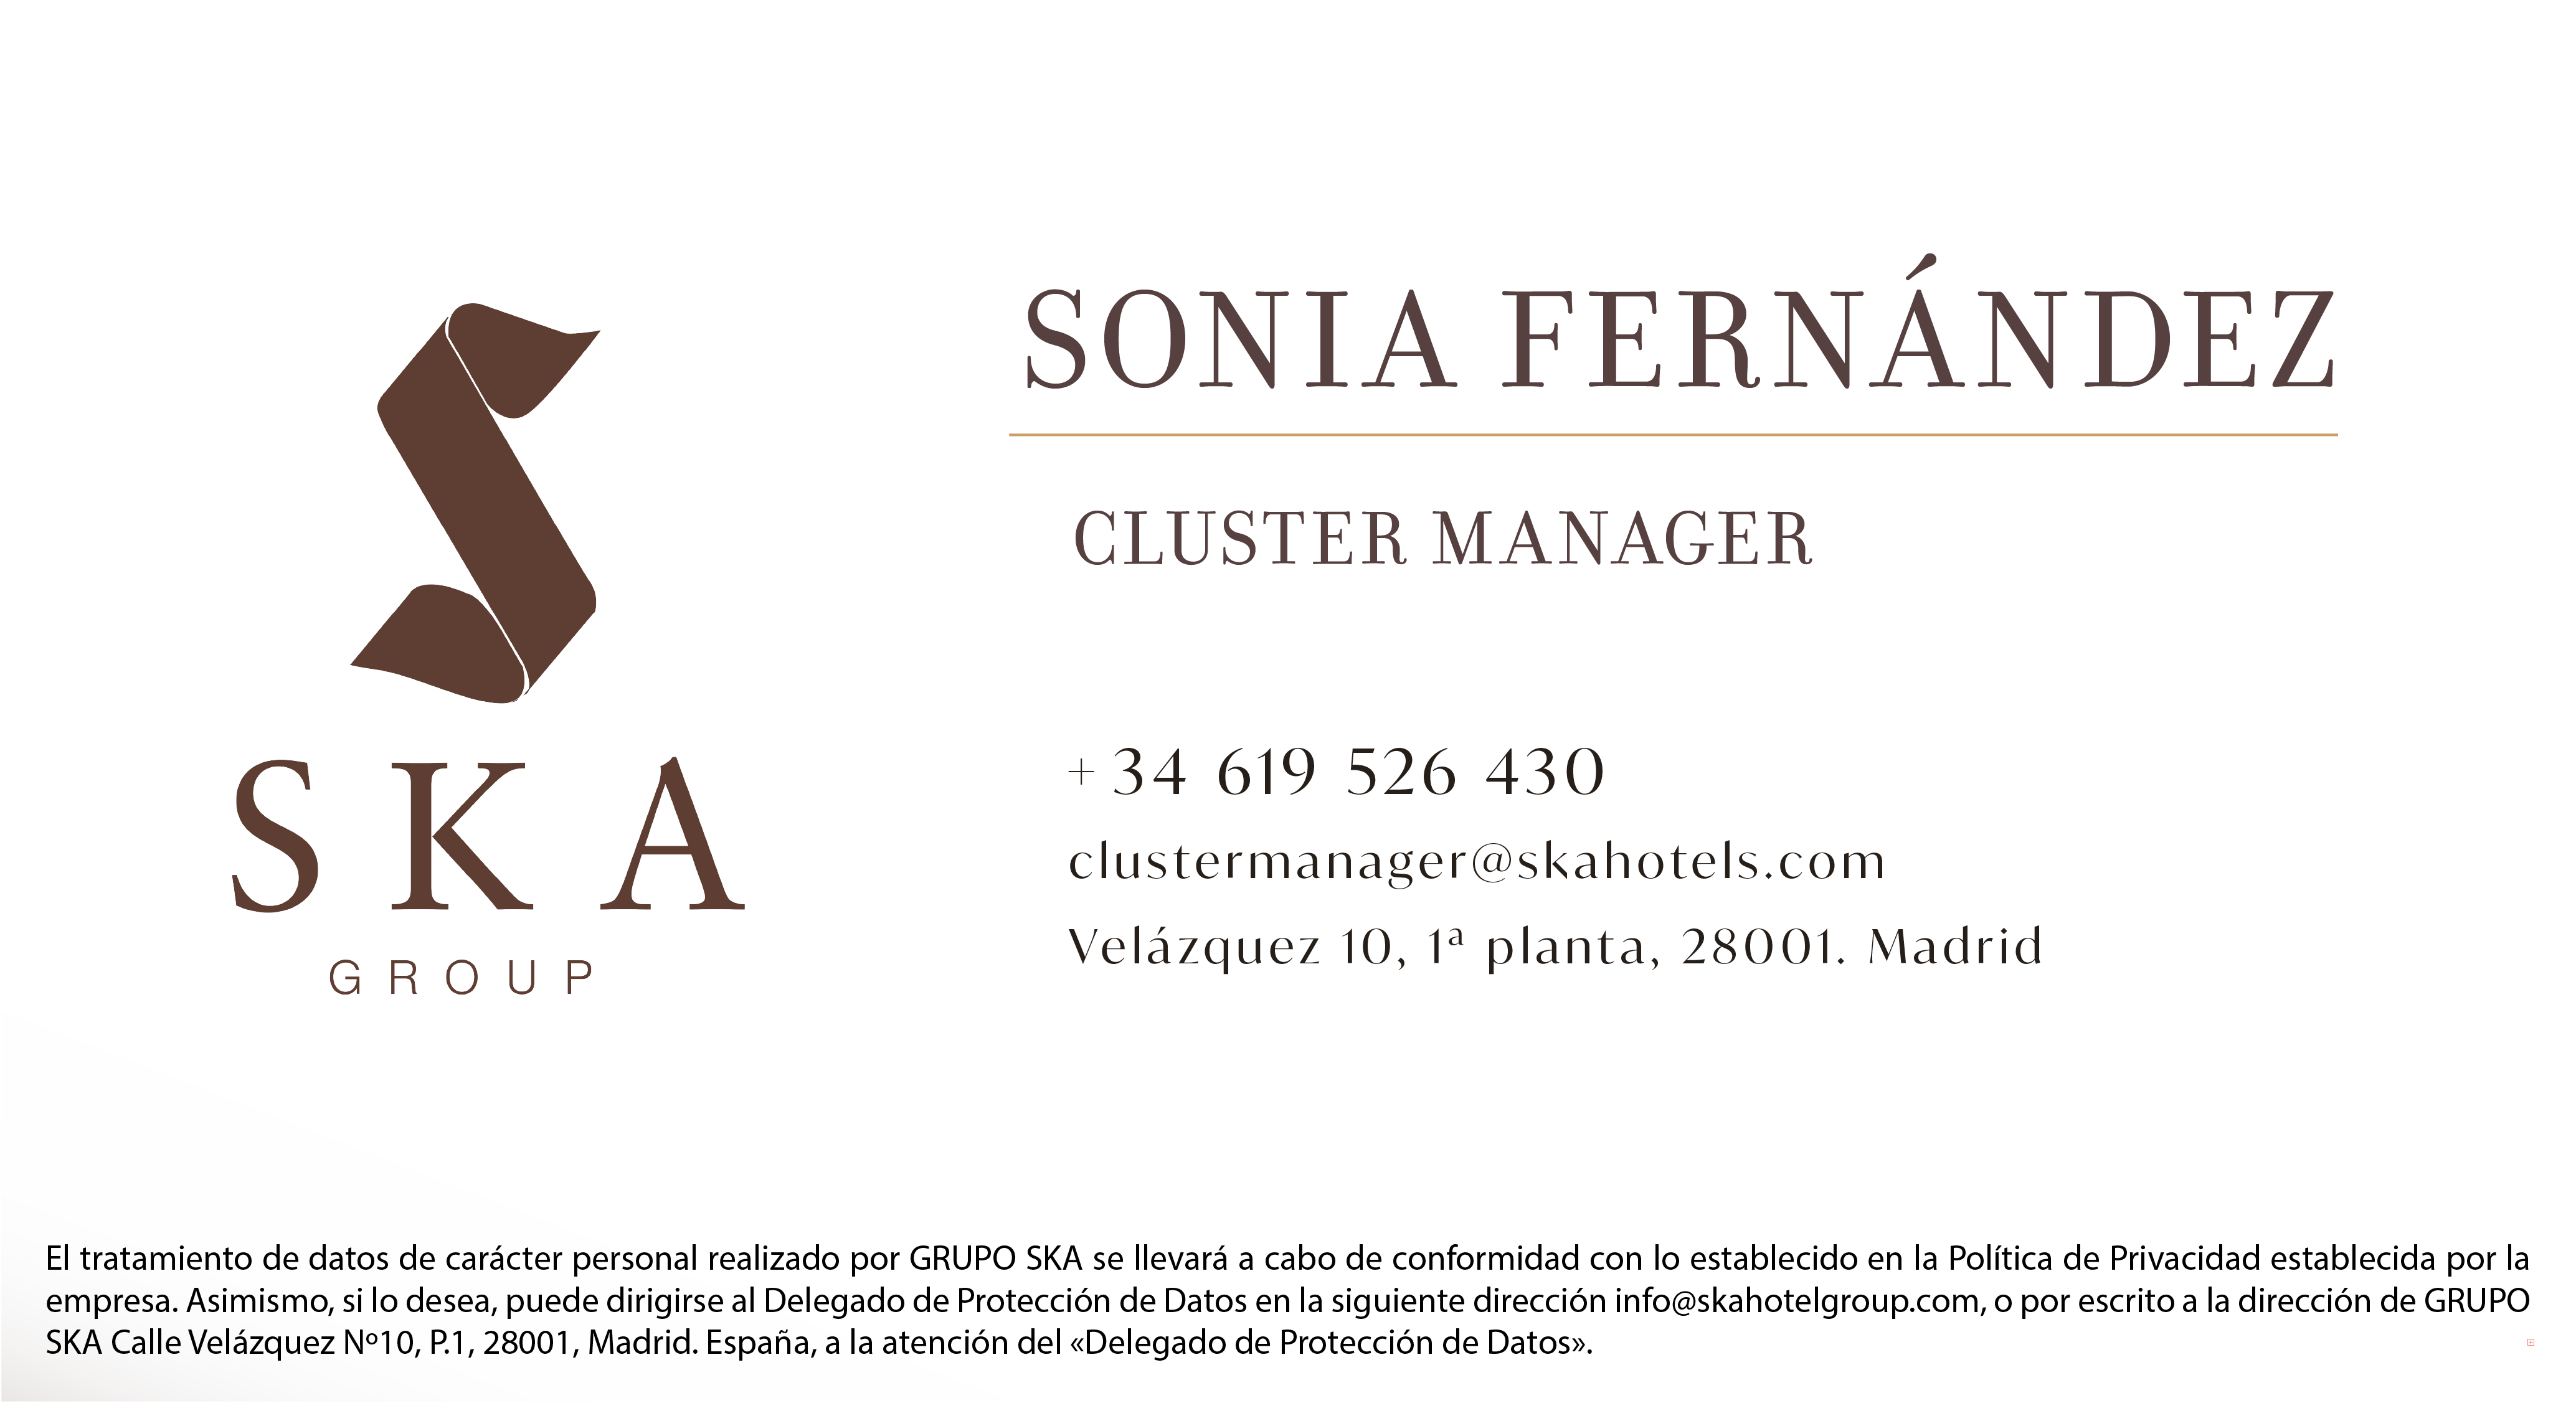 SKA
GROUP
SONIA FERNÁNDEZ
CLUSTER MANAGER
+ 34 619 526 430
clustermanager@skahotels.com
Velázquez 10, 1ª planta, 28001. Madrid
El tratamiento de datos de carácter personal realizado por GRUPO SKA se llevará a cabo de conformidad con lo establecido en la Política de Privacidad establecida por la
empresa. Asimismo, si lo desea, puede dirigirse al Delegado de Protección de Datos en la siguiente dirección info@skahotelgroup.com, o por escrito a la dirección de GRUPO
SKA Calle Velázquez Nº10, P.1, 28001, Madrid. España, a la atención del «Delegado de Protección de Datos».